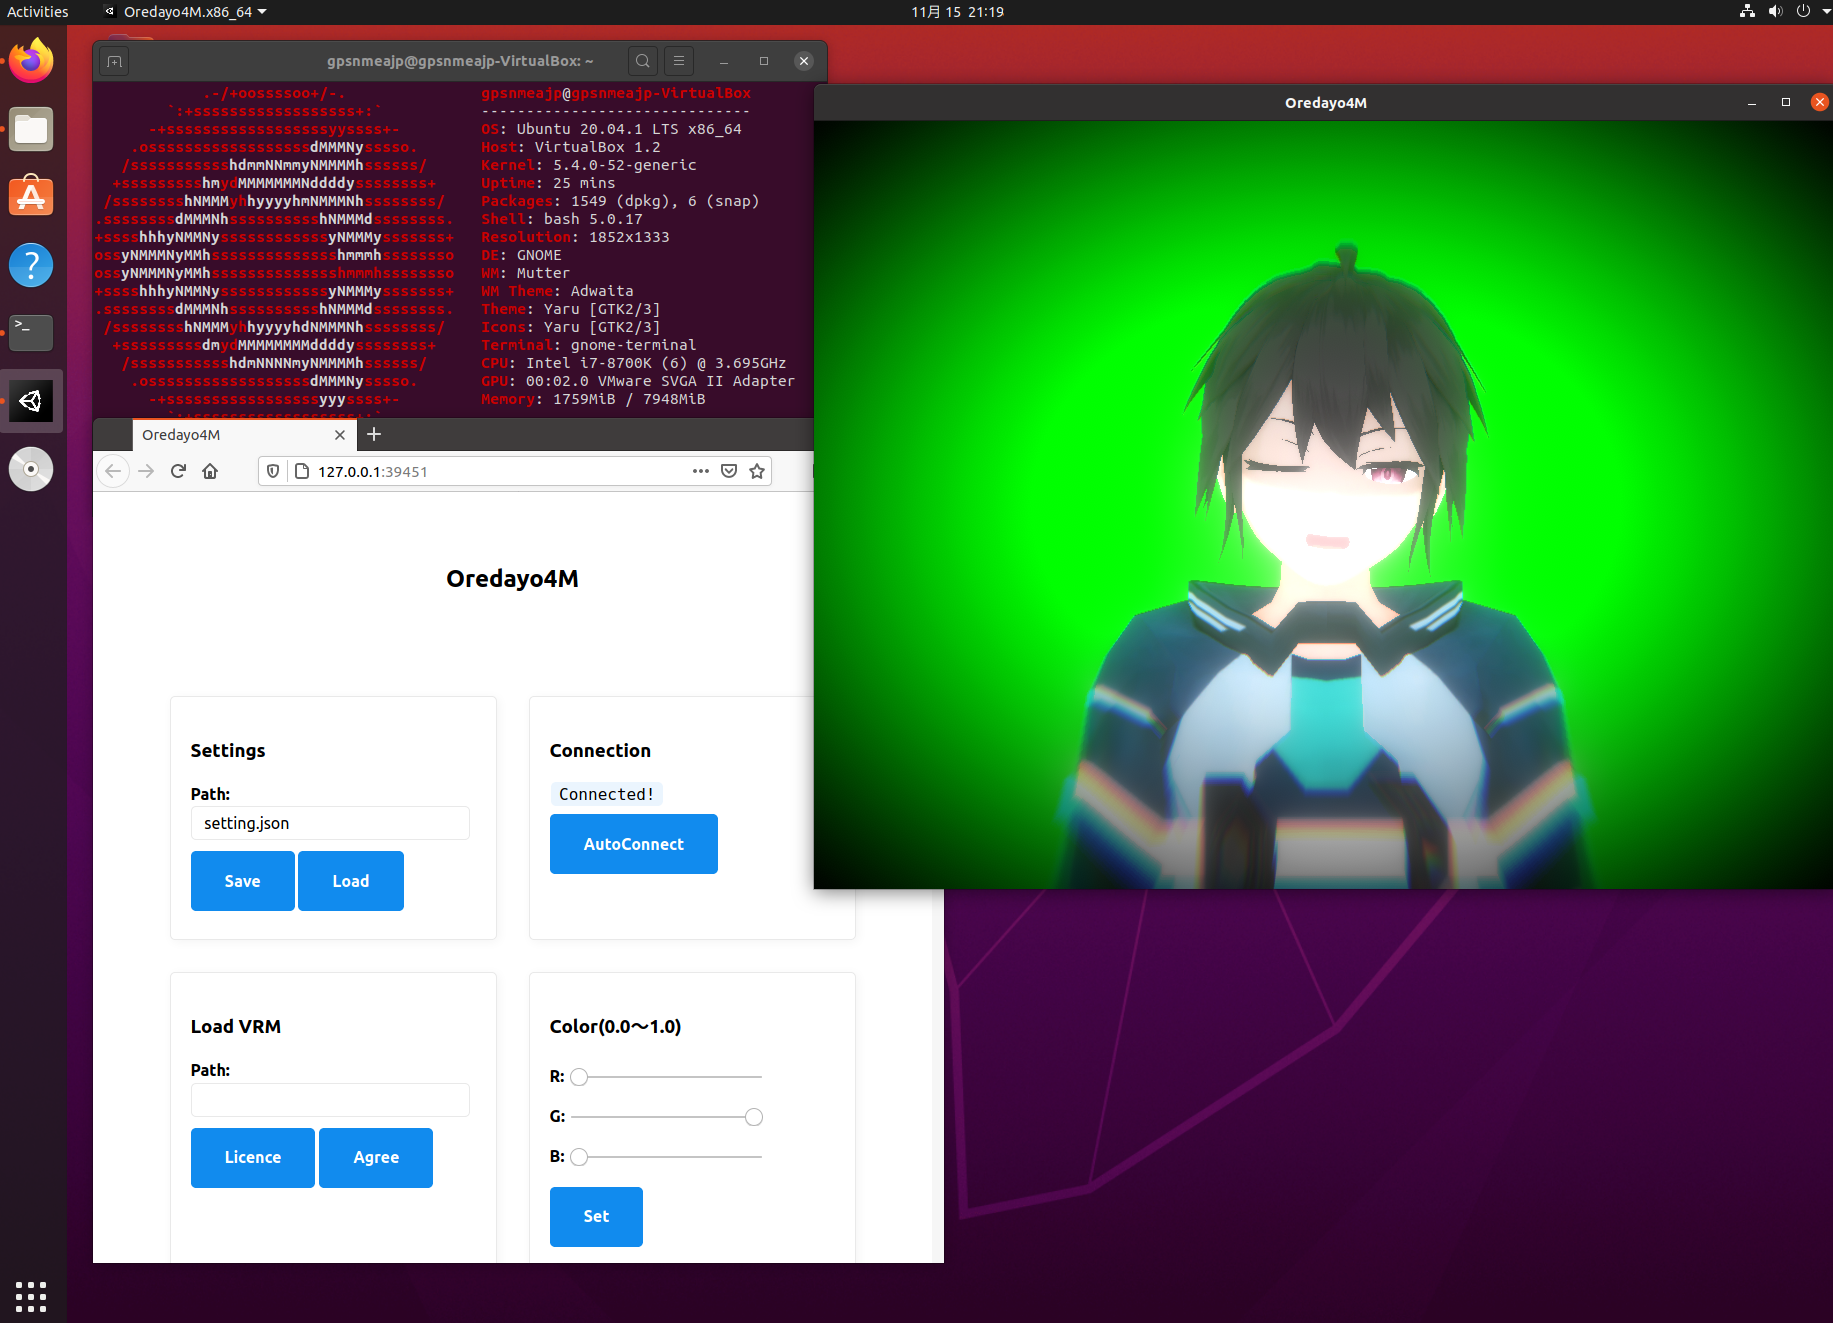 Activities
Oredayo4M.x86_64
11月 15 21:19
gpsnmeajp@gpsnmeajp-VirtualBox: ~
.-/+oossssoo+/-.
`:+ssssssssssssssssss+:`
-+ssssssssssssssssssyyssss+-
.ossssssssssssssssssdMMMNysssso.
/ssssssssssshdmmNNmmyNMMMMhssssss/
+ssssssssshmydMMMMMMMNddddyssssssss+
/sssssssshNMMMyhhyyyyhmNMMMNhssssssss/
.ssssssssdMMMNhsssssssssshNMMMdssssssss.
+sssshhhyNMMNyssssssssssssyNMMMysssssss+
ossyNMMMNyMMhsssssssssssssshmmmhssssssso
ossyNMMMNyMMhsssssssssssssshmmmhssssssso
+sssshhhyNMMNyssssssssssssyNMMMysssssss+
.ssssssssdMMMNhsssssssssshNMMMdssssssss.
/sssssssshNMMMyhhyyyyhdNMMMNhssssssss/
+sssssssssdmydMMMMMMMMddddyssssssss+
/ssssssssssshdmNNNNmyNMMMMhssssss/
.ossssssssssssssssssdMMMNysssso.
-+sssssssssssssssssyyyssss+-
`:+ssssssssssssssssss+:`
gpsnmeajp@gpsnmeajp-VirtualBox
------------------------------
OS: Ubuntu 20.04.1 LTS x86_64
Host: VirtualBox 1.2
Kernel: 5.4.0-52-generic
Uptime: 25 mins
Packages: 1549 (dpkg), 6 (snap)
Shell: bash 5.0.17
Resolution: 1852x1333
DE: GNOME
WM: Mutter
WM Theme: Adwaita
Theme: Yaru [GTK2/3]
Icons: Yaru [GTK2/3]
Terminal: gnome-terminal
CPU: Intel i7-8700K (6) @ 3.695GHz
GPU: 00:02.0 VMware SVGA II Adapter
Memory: 1759MiB / 7948MiB
Oredayo4M
Oredayo4M
127.0.0.1:39451
Oredayo4M
Settings
Path:
setting.json
Save
Load
Connection
Connected!
AutoConnect
Load VRM
Path:
Licence
Agree
Color(0.0〜1.0)
R:
G:
B:
Set